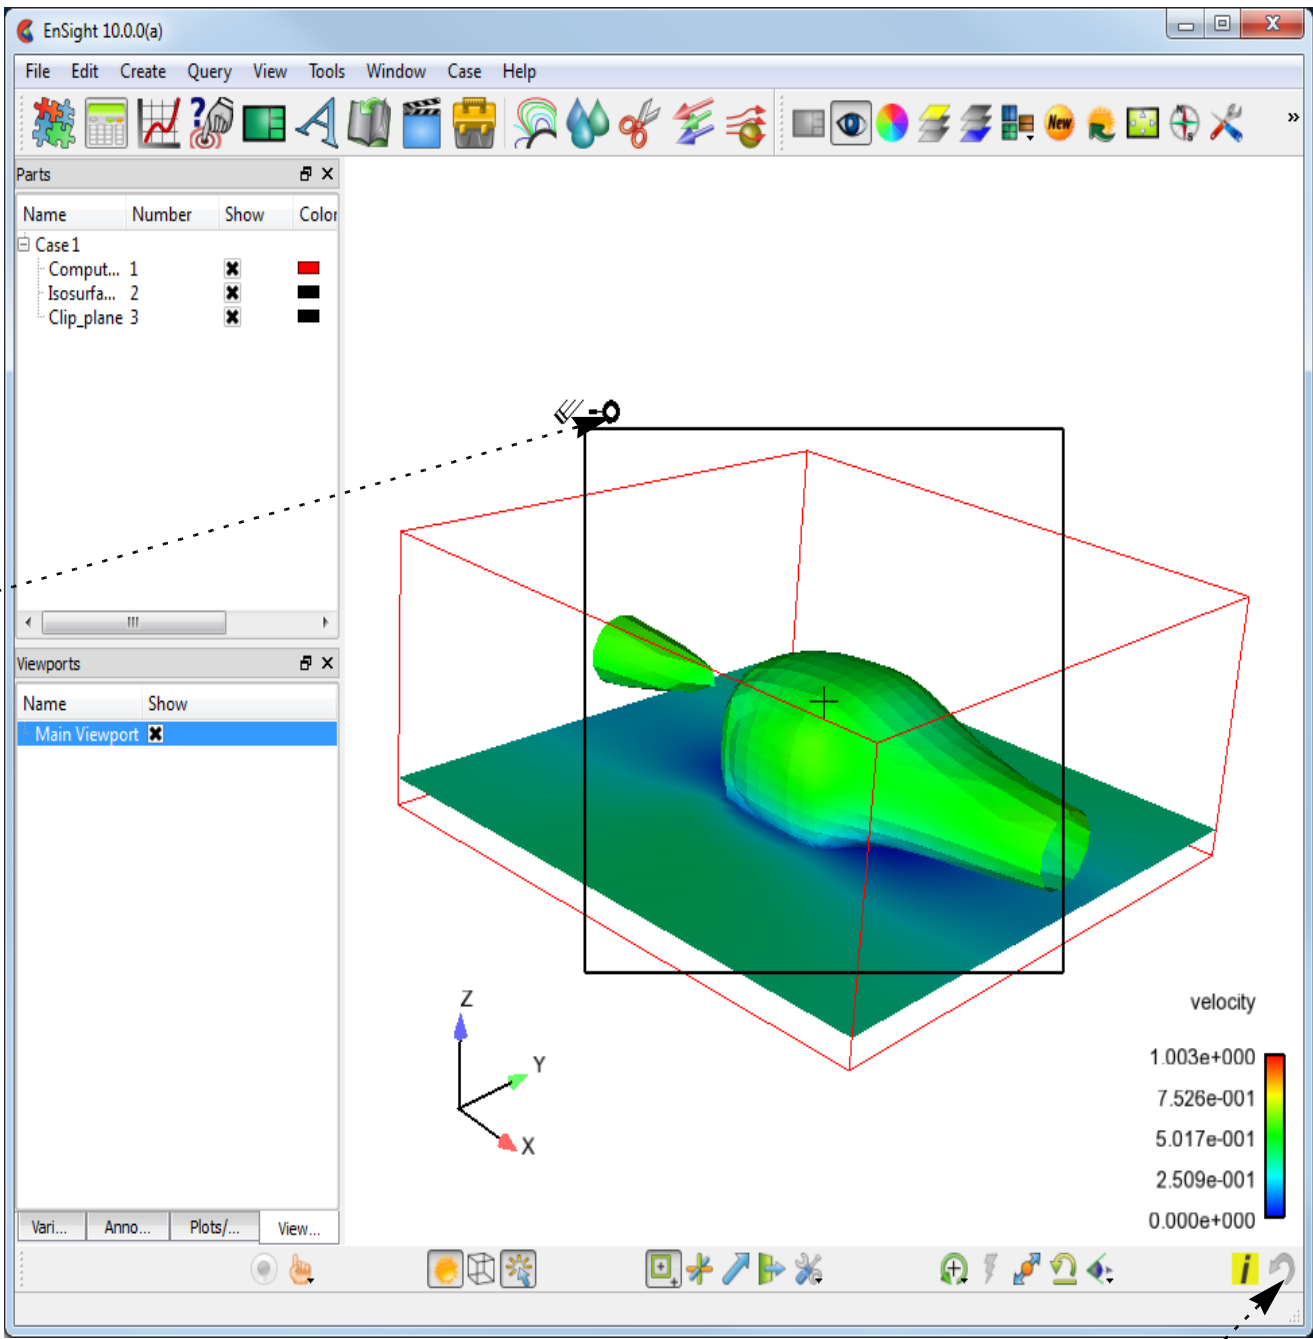 EnSight 10.0.0(a)
File Edit Create Query View Tools Window Case Help
New
»
Parts
Name Number Show Color
Case 1
Comput... 1
Isosurfa... 2
Clip_plane 3
Viewports
Name Show
Main Viewport
Z
Y
X
velocity
1.003e+000
7.526e-001
5.017e-001
2.509e-001
0.000e+000
Vari... Anno... Plots/... View...
i